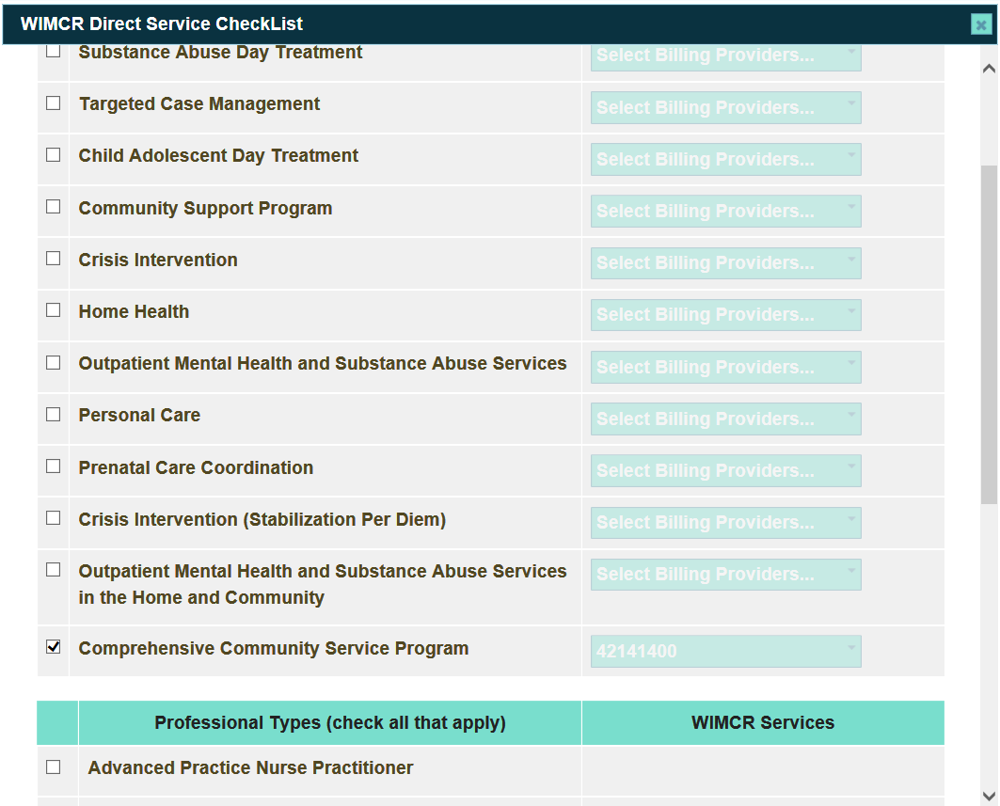 WIMCR Direct Service CheckList
Substance Abuse Day Treatment
Select Billing Providers...
Targeted Case Management
Select Billing Providers...
Child Adolescent Day Treatment
Select Billing Providers...
Community Support Program
Select Billing Providers...
Crisis Intervention
Select Billing Providers...
Home Health
Select Billing Providers...
Outpatient Mental Health and Substance Abuse Services
Select Billing Providers...
Personal Care
Select Billing Providers...
Prenatal Care Coordination
Select Billing Providers...
Crisis Intervention (Stabilization Per Diem)
Select Billing Providers...
Outpatient Mental Health and Substance Abuse Services
in the Home and Community
Select Billing Providers...
Comprehensive Community Service Program
42141400
Professional Types (check all that apply)
WIMCR Services
Advanced Practice Nurse Practitioner